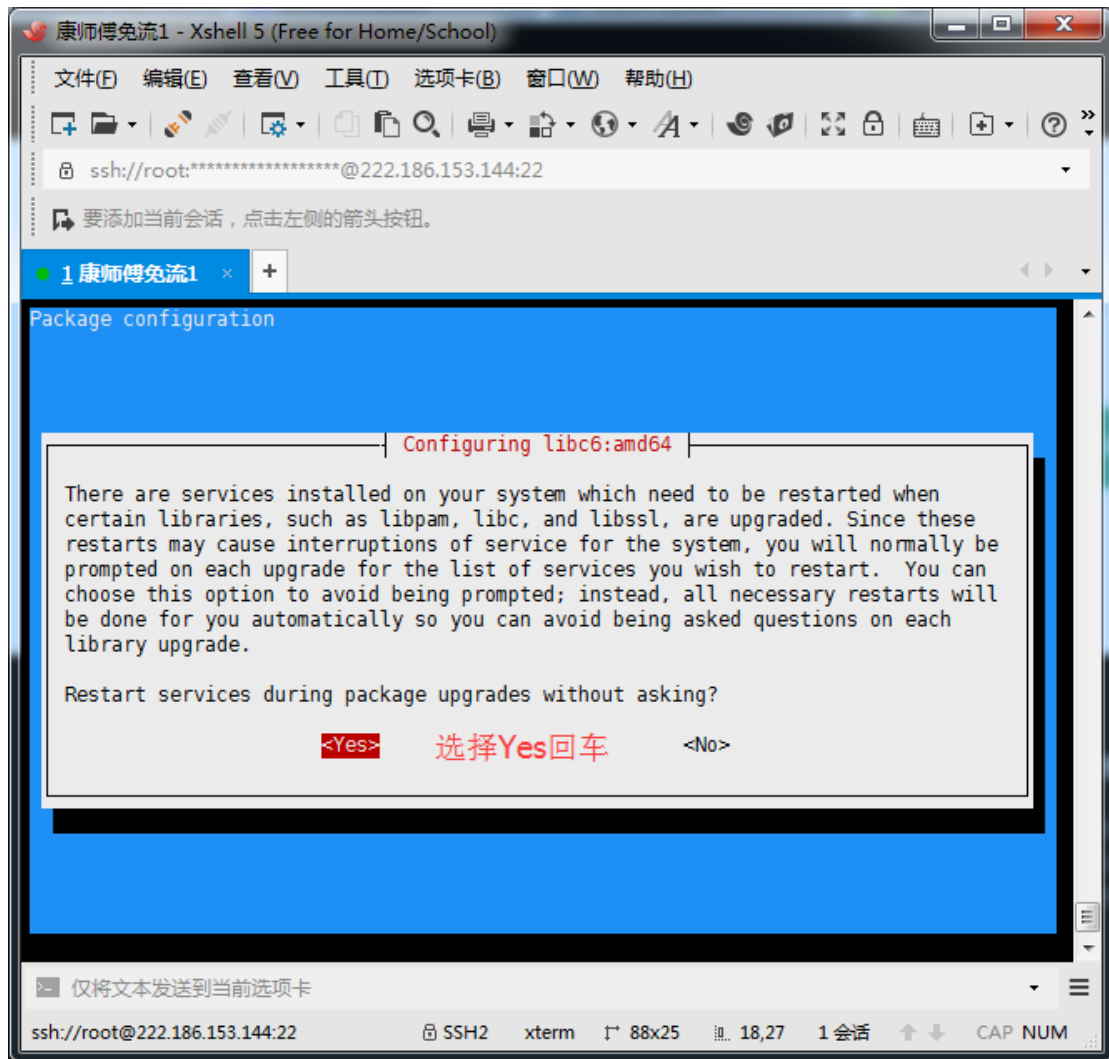 康师傅免流1 - Xshell 5 (Free for Home/School)
文件(F) 编辑(E) 查看(V) 工具(T) 选项卡(B) 窗口(W) 帮助(H)
ssh://root:******************@222.186.153.144:22
要添加当前会话，点击左侧的箭头按钮。
1 康师傅免流1
Package configuration
Configuring libc6:amd64
There are services installed on your system which need to be restarted when
certain libraries, such as libpam, libc, and libssl, are upgraded. Since these
restarts may cause interruptions of service for the system, you will normally be
prompted on each upgrade for the list of services you wish to restart.  You can
choose this option to avoid being prompted; instead, all necessary restarts will
be done for you automatically so you can avoid being asked questions on each
library upgrade.
Restart services during package upgrades without asking?
<Yes> 选择Yes回车 <No>
仅将文本发送到当前选项卡
ssh://root@222.186.153.144:22 SSH2 xterm 88x25 18,27 1 会话 CAP NUM